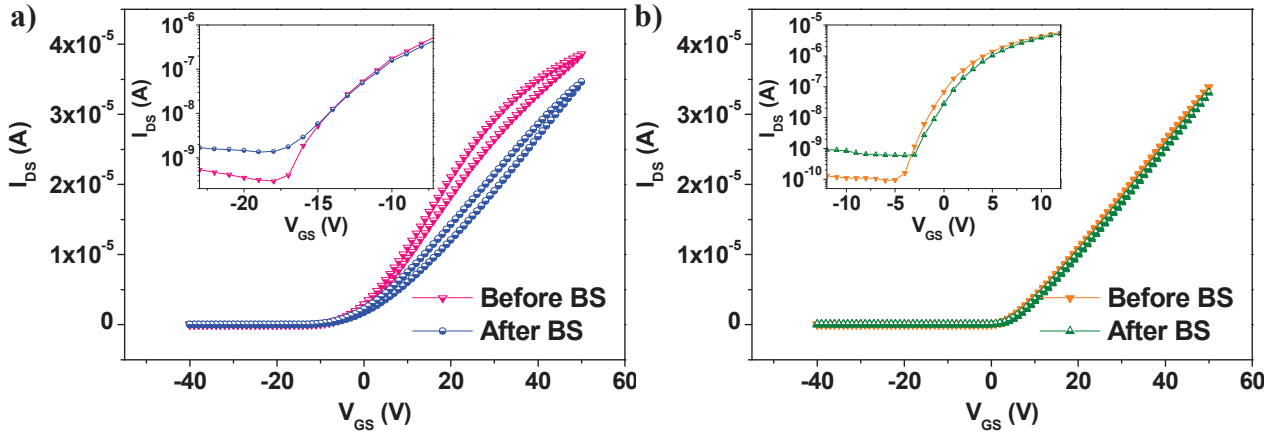 a)
4x10⁻⁵
3x10⁻⁵
2x10⁻⁵
1x10⁻⁵
0
I_DS (A)
-40 -20 0 20 40 60
V_GS (V)
Before BS
After BS
10⁻⁶
10⁻⁷
10⁻⁸
10⁻⁹
I_DS (A)
-20 -15 -10
V_GS (V)
b)
4x10⁻⁵
3x10⁻⁵
2x10⁻⁵
1x10⁻⁵
0
I_DS (A)
-40 -20 0 20 40 60
V_GS (V)
Before BS
After BS
10⁻⁵
10⁻⁶
10⁻⁷
10⁻⁸
10⁻⁹
10⁻¹⁰
I_DS (A)
-10 -5 0 5 10
V_GS (V)